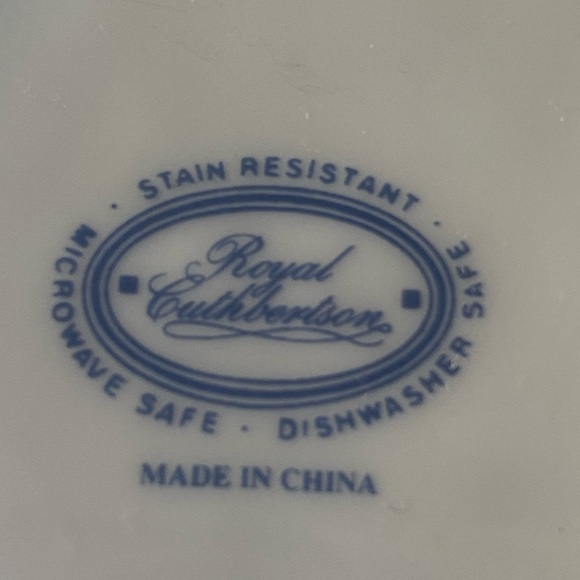 · STAIN RESISTANT ·
Royal
Cuthbertson
MICROWAVE SAFE · DISHWASHER SAFE
MADE IN CHINA